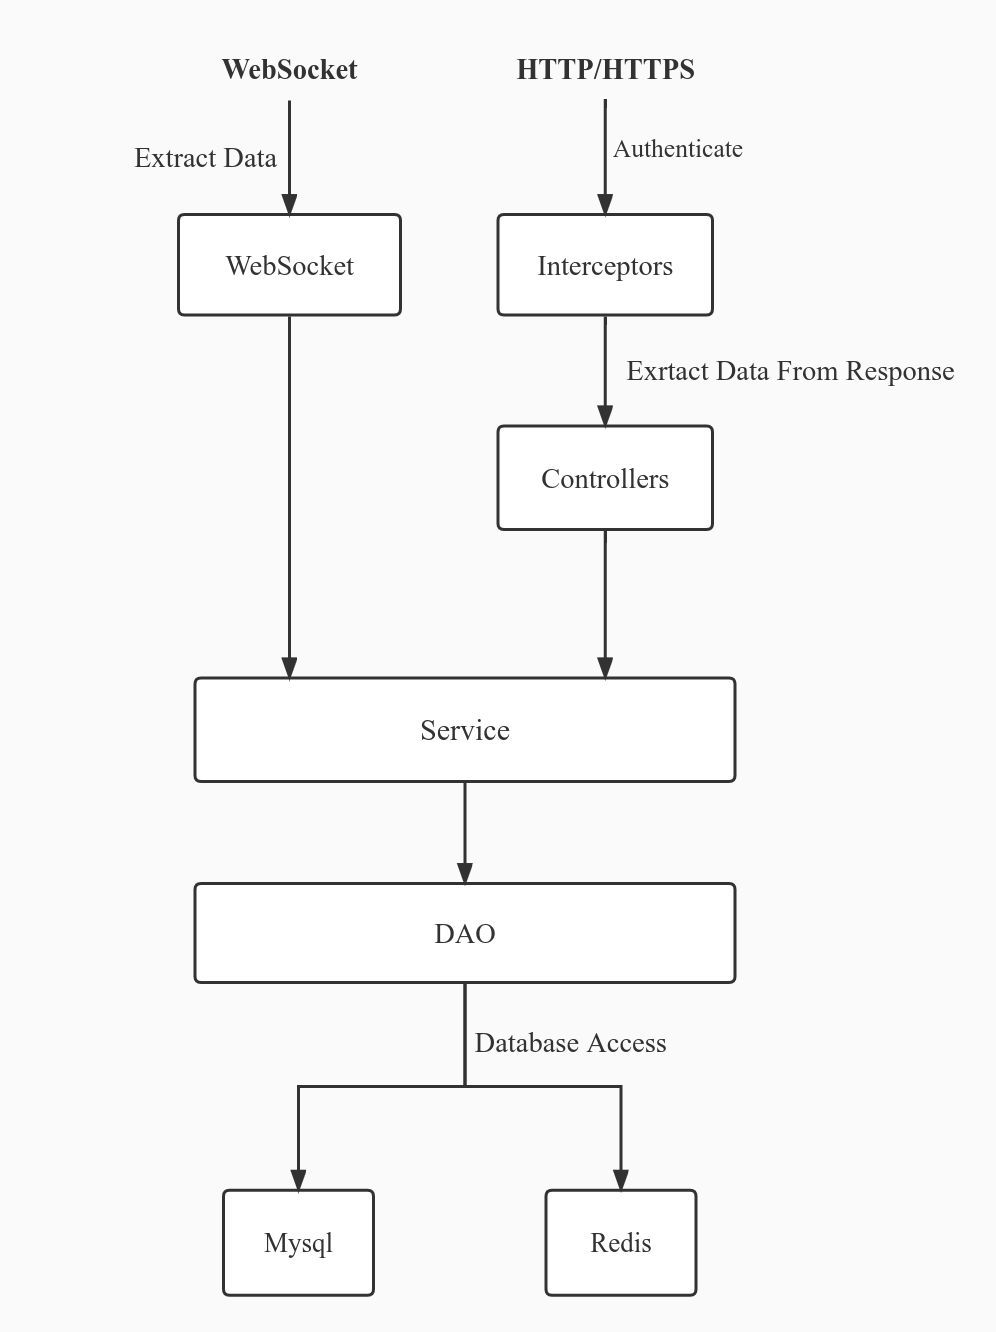 WebSocket
HTTP/HTTPS
Extract Data
Authenticate
WebSocket
Interceptors
Exrtact Data From Response
Controllers
Service
DAO
Database Access
Mysql
Redis